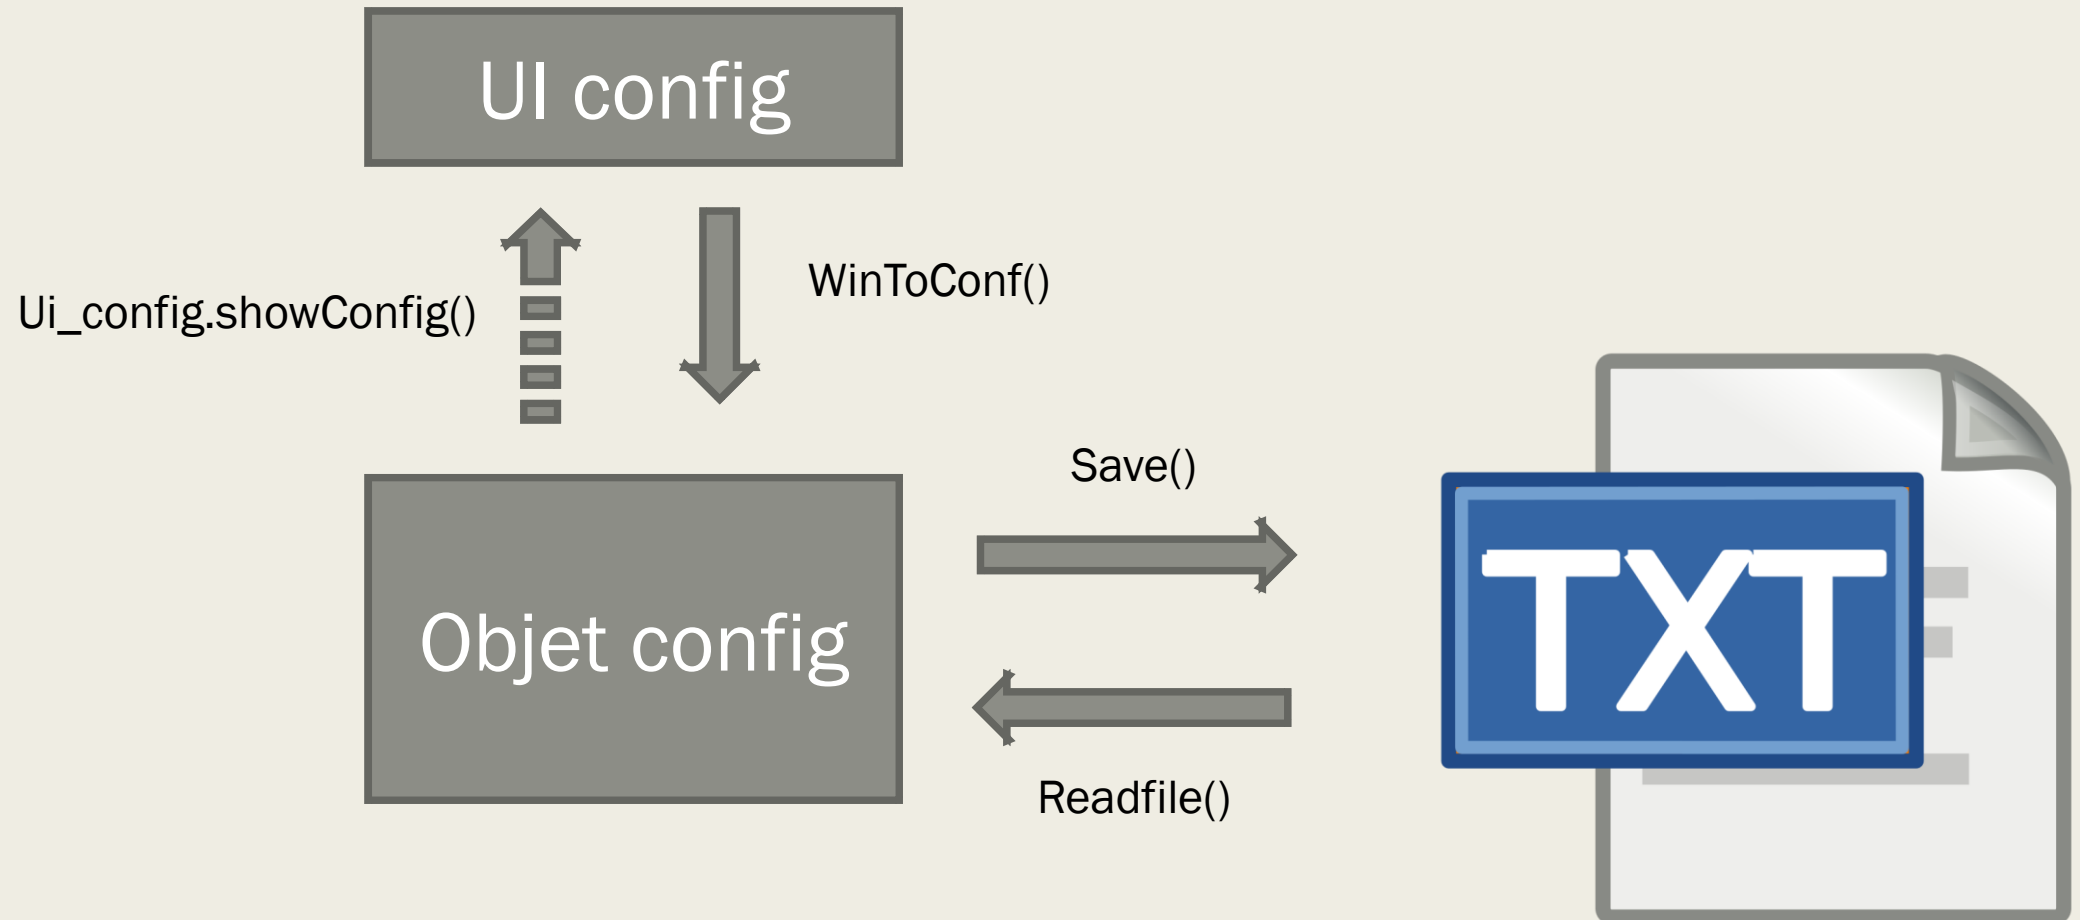 UI config
Ui_config.showConfig()
WinToConf()
Save()
Objet config
TXT
Readfile()